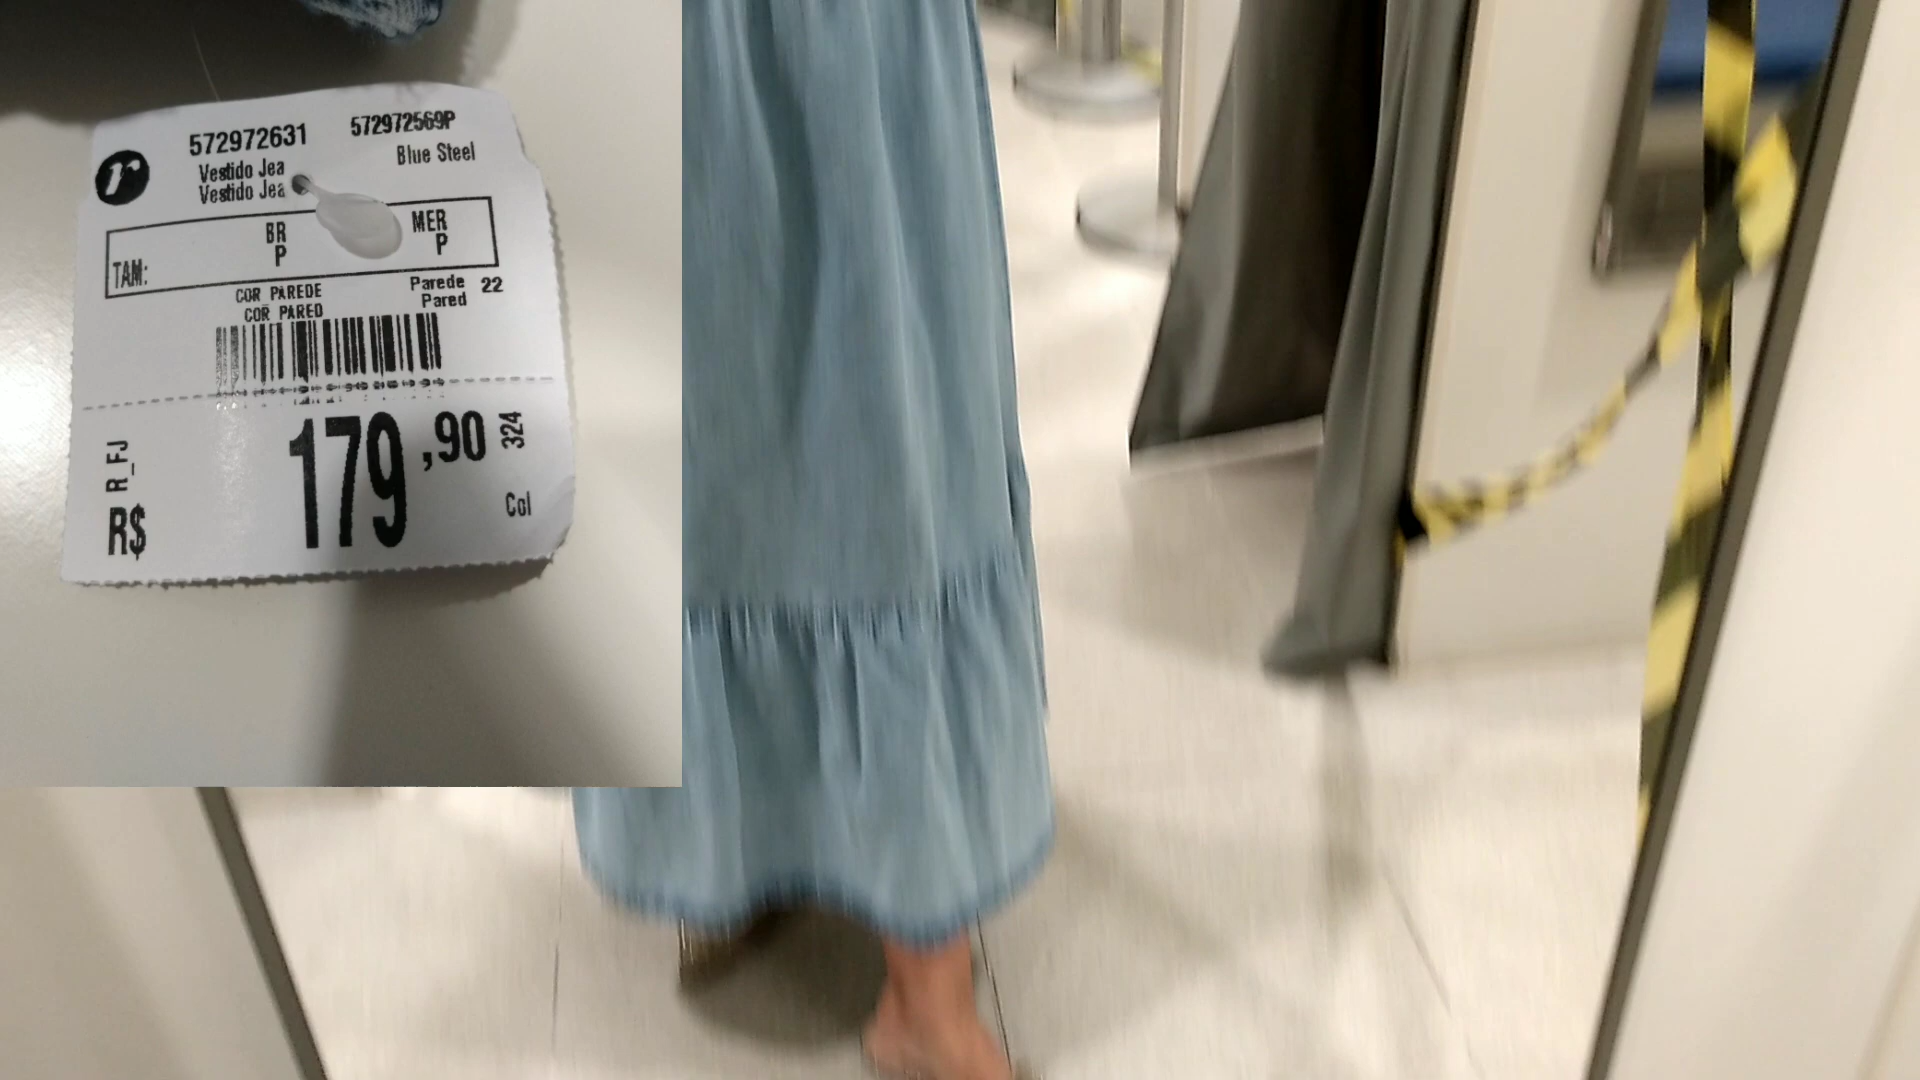 572972631 572972569P
r
Vestido Jea Blue Steel
Vestido Jea
BR MER
TAM: P P
COR PAREDE Parede 22
COR PARED Pared
179,90 324
R_FJ
R$ Col